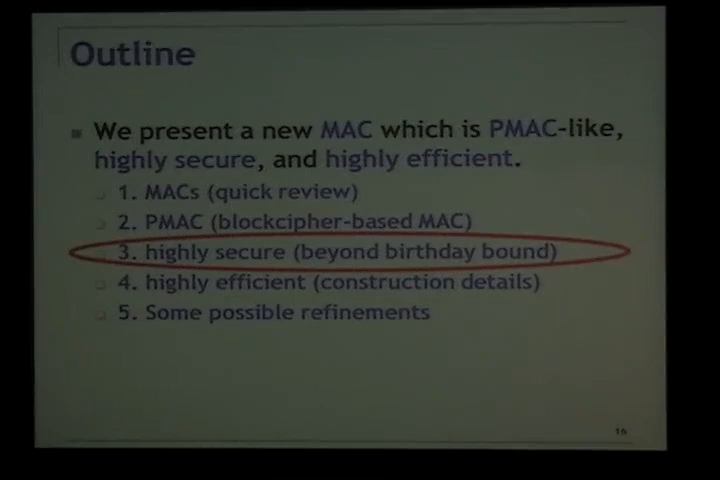 Outline
We present a new MAC which is PMAC-like,
highly secure, and highly efficient.
1. MACs (quick review)
2. PMAC (blockcipher-based MAC)
3. highly secure (beyond birthday bound)
4. highly efficient (construction details)
5. Some possible refinements
16